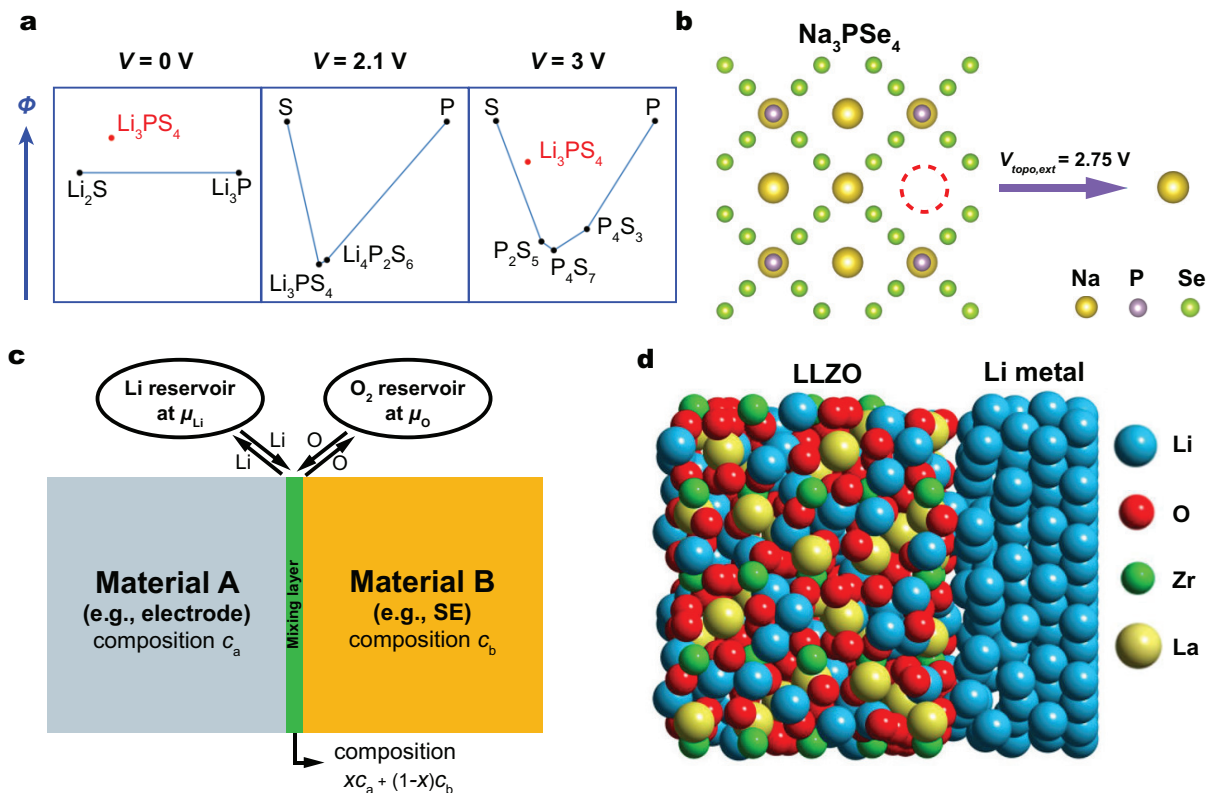 a
V = 0 V
V = 2.1 V
V = 3 V
Φ
Li3PS4
Li2S
Li3P
S
P
Li3PS4
Li4P2S6
S
P
Li3PS4
P2S5
P4S7
P4S3
b
Na3PSe4
Vtopo,ext = 2.75 V
Na
P
Se
c
Li reservoir
at μLi
O2 reservoir
at μO
Li
Li
O
O
Material A
(e.g., electrode)
composition ca
Mixing layer
Material B
(e.g., SE)
composition cb
composition
xca + (1-x)cb
d
LLZO
Li metal
Li
O
Zr
La